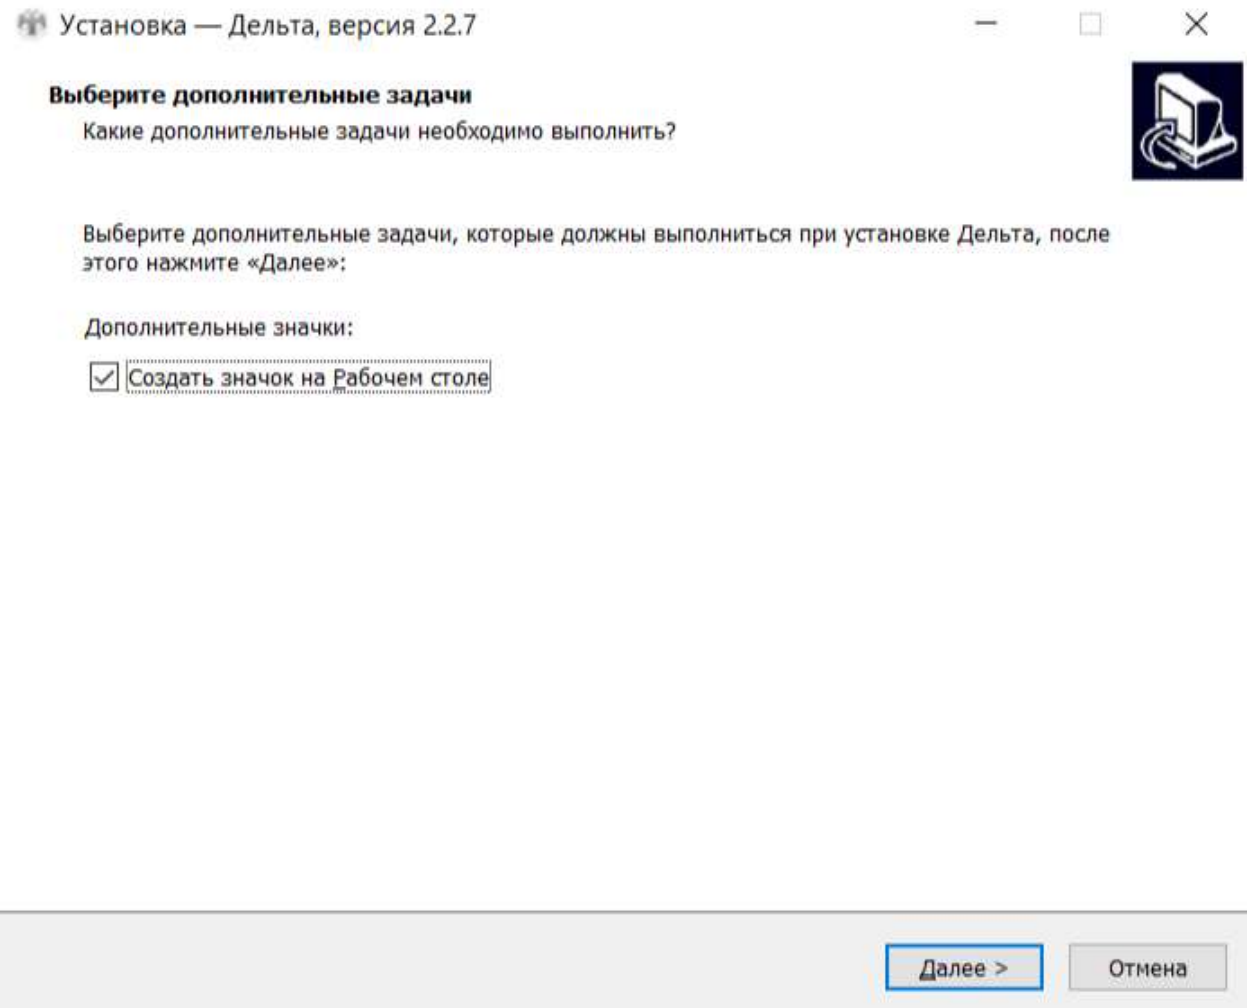 Установка — Дельта, версия 2.2.7
Выберите дополнительные задачи
Какие дополнительные задачи необходимо выполнить?
Выберите дополнительные задачи, которые должны выполниться при установке Дельта, после
этого нажмите «Далее»:
Дополнительные значки:
Создать значок на Рабочем столе
Далее > Отмена